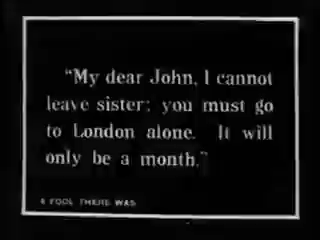 "My dear John, I cannot
leave sister; you must go
to London alone. It will
only be a month."
A FOOL THERE WAS